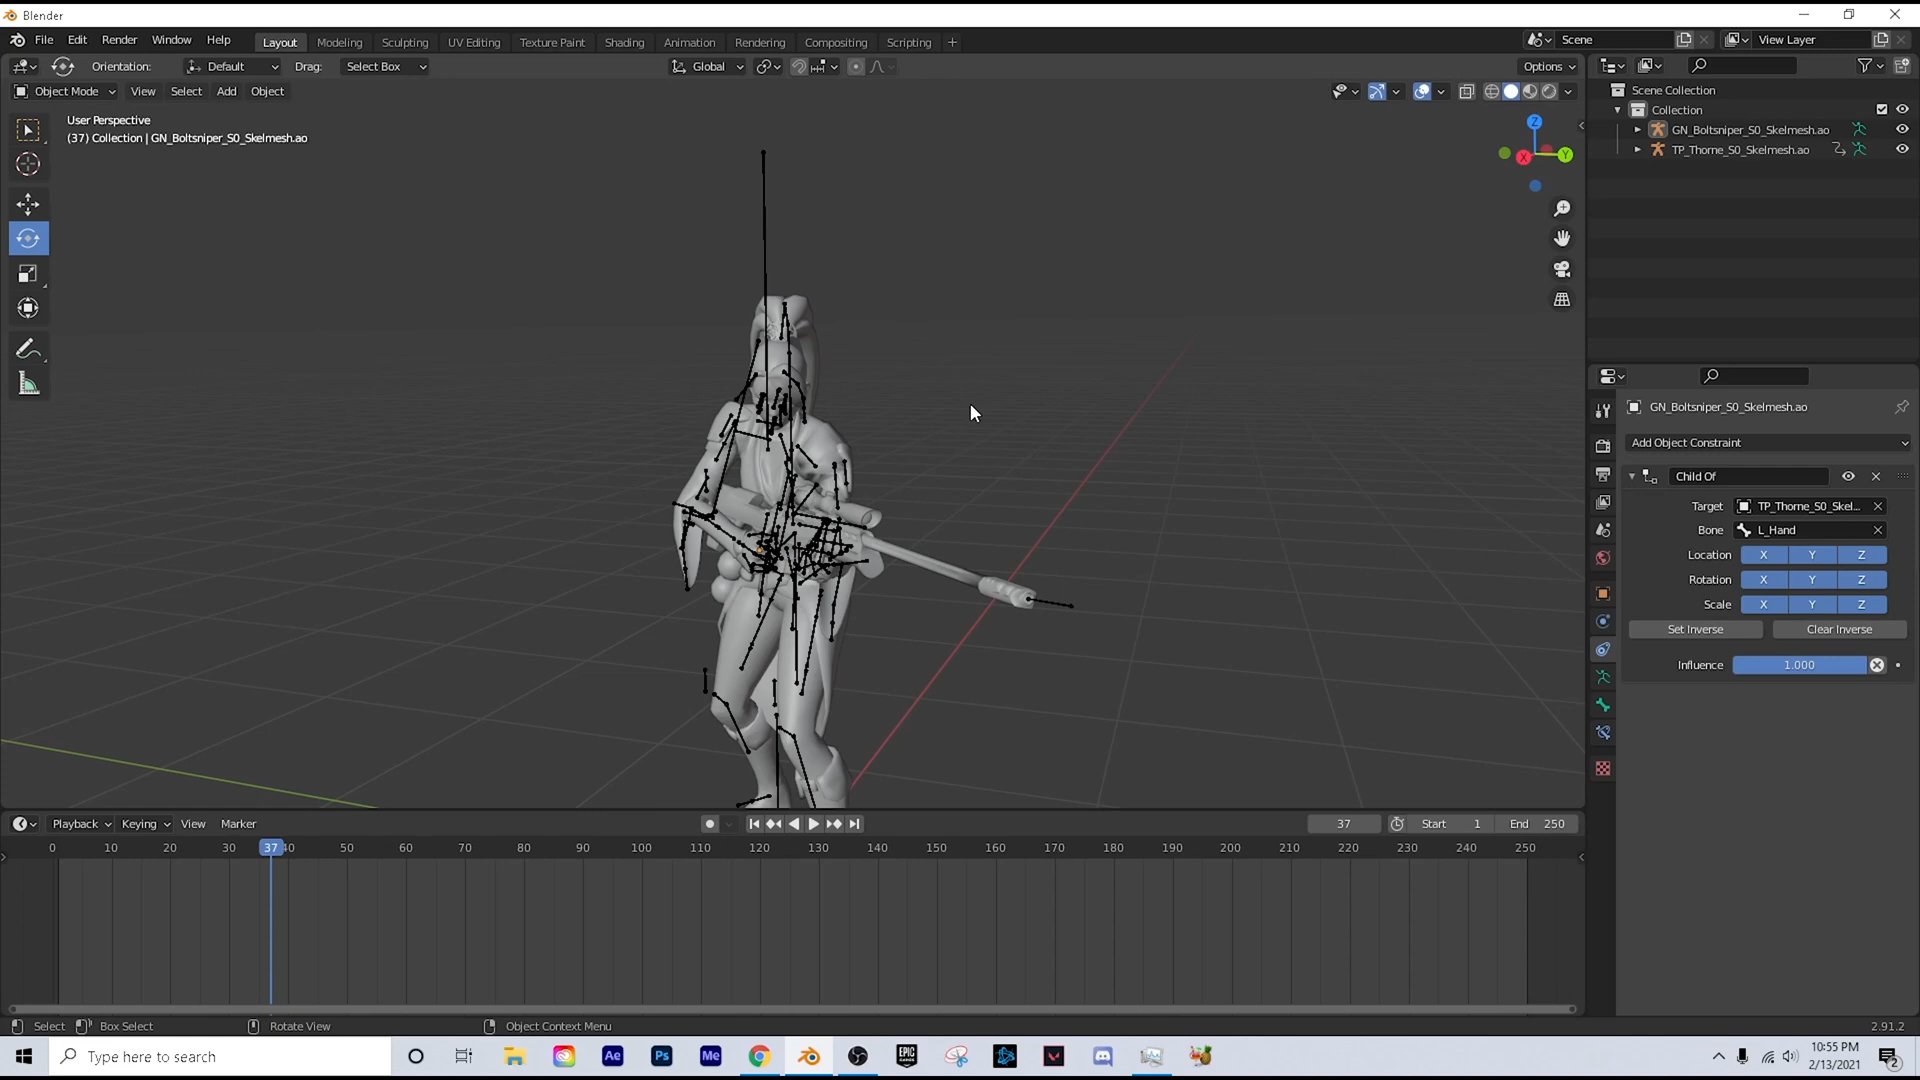 Blender
File Edit Render Window Help Layout Modeling Sculpting UV Editing Texture Paint Shading Animation Rendering Compositing Scripting + Scene View Layer
Orientation: Default Drag: Select Box Global Options
Object Mode View Select Add Object
User Perspective
(37) Collection | GN_Boltsniper_S0_Skelmesh.ao
Z
X
Y
Scene Collection
Collection
GN_Boltsniper_S0_Skelmesh.ao
TP_Thorne_S0_Skelmesh.ao
GN_Boltsniper_S0_Skelmesh.ao
Add Object Constraint
Child Of
Target TP_Thorne_S0_Skel...
Bone L_Hand
Location X Y Z
Rotation X Y Z
Scale X Y Z
Set Inverse Clear Inverse
Influence 1.000
Playback Keying View Marker 37 Start 1 End 250
0 10 20 30 37 40 50 60 70 80 90 100 110 120 130 140 150 160 170 180 190 200 210 220 230 240 250
Select Box Select Rotate View Object Context Menu 2.91.2
Type here to search Ae Ps Me EPIC GAMES 10:55 PM
2/13/2021 2